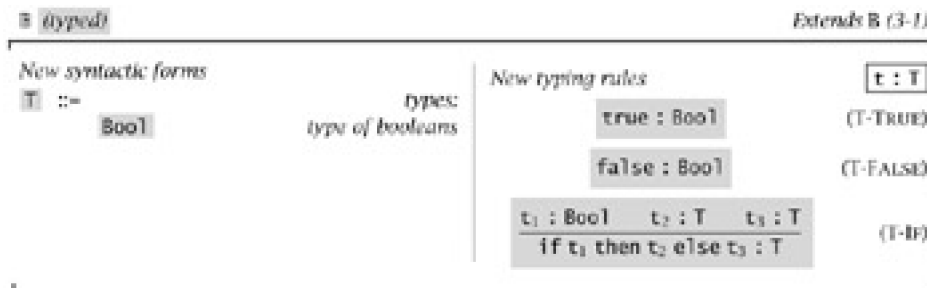 B (typed) Extends B (3-1)
New syntactic forms
T ::= types:
Bool type of booleans
New typing rules t : T
true : Bool (T-TRUE)
false : Bool (T-FALSE)
t₁ : Bool t₂ : T t₃ : T
if t₁ then t₂ else t₃ : T (T-IF)